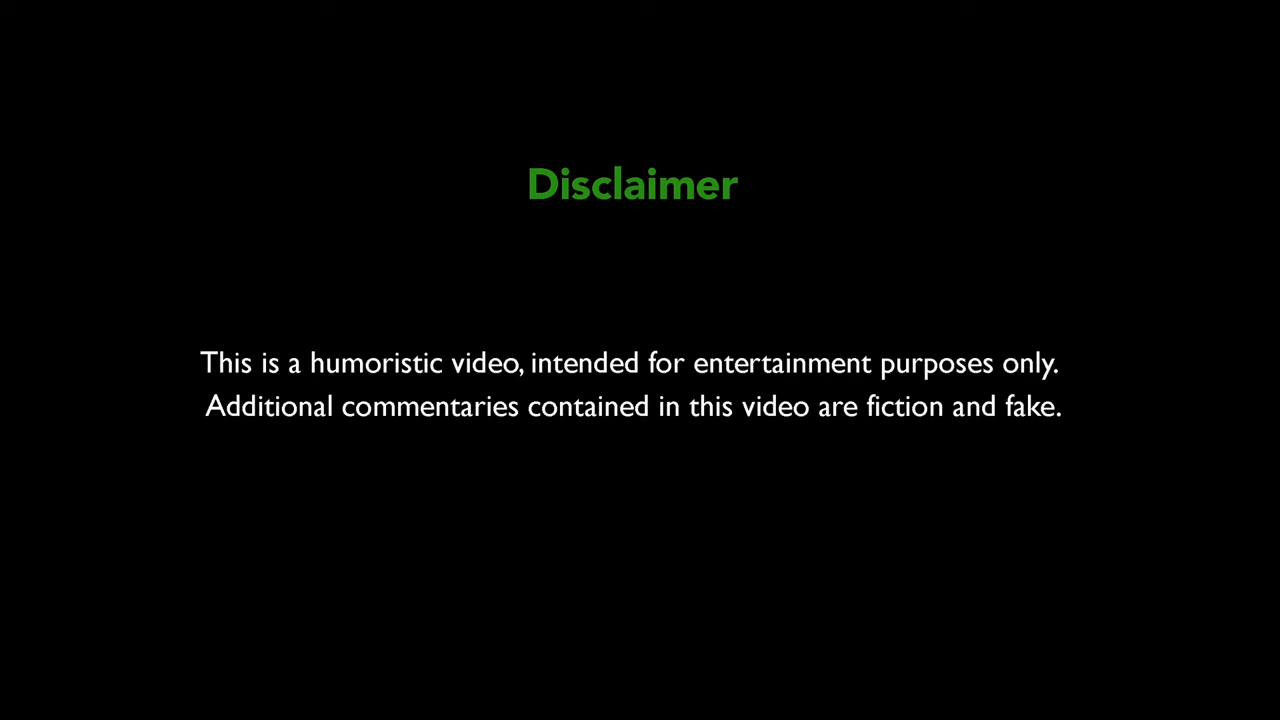 Disclaimer
This is a humoristic video, intended for entertainment purposes only.
Additional commentaries contained in this video are fiction and fake.